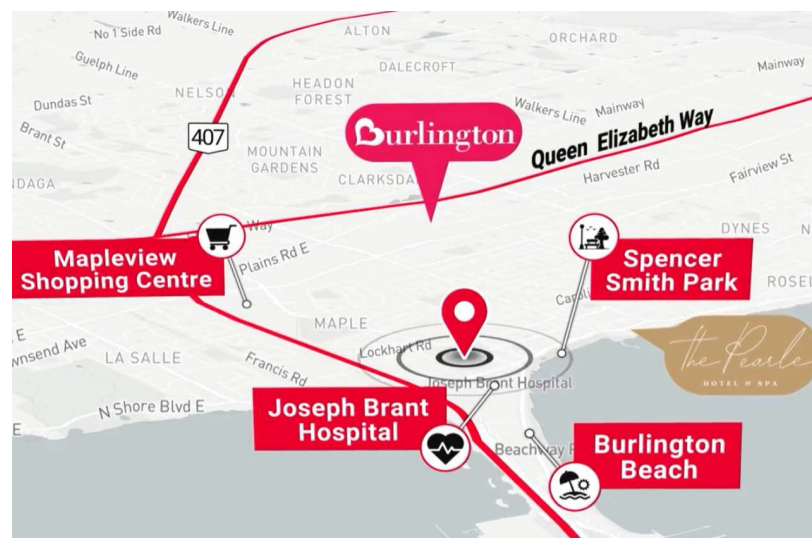 Walkers Line
No 1 Side Rd
ALTON
ORCHARD
Guelph Line
DALECROFT
Mainway
NELSON
HEADON
FOREST
Dundas St
Walkers Line
Mainway
407
Brant St
Burlington
Queen Elizabeth Way
MOUNTAIN
GARDENS
Harvester Rd
Fairview St
NDAGA
CLARKSDA
Way
DYNES
N
Mapleview
Shopping Centre
Plains Rd E
Spencer
Smith Park
ROSEL
Caroli
MAPLE
E
wnsend Ave
LA SALLE
Lockhart Rd
Francis Rd
the Pearle
HOTEL & SPA
Joseph Brant Hospital
N Shore Blvd E
E
Joseph Brant
Hospital
Beachway P
Burlington
Beach